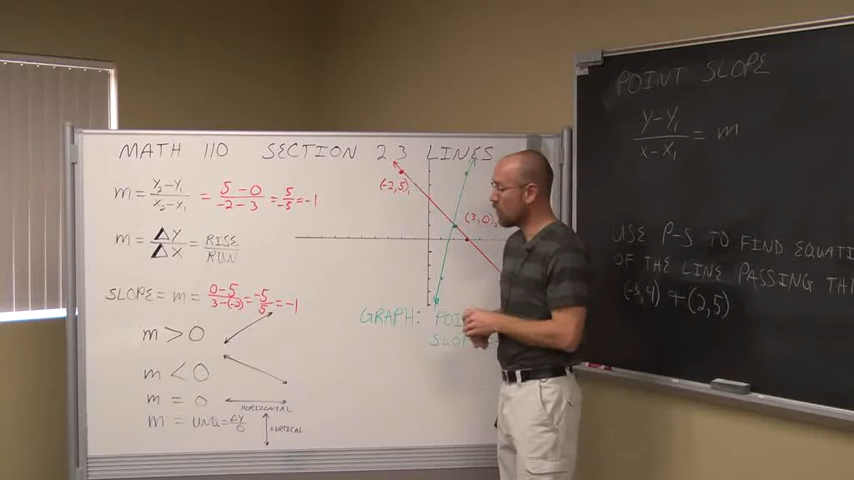 MATH 110 SECTION 2 3 LINES
m = Y₂-Y₁ / X₂-X₁ = 5-0 / -2-3 = 5/-5 = -1
m = ΔY / ΔX = RISE / RUN
SLOPE = m = 0-5 / 3-(-2) = -5/5 = -1
m > 0
m < 0
m = 0
HORIZONTAL
m = UND. = ΔY/0
VERTICAL
(-2,5)
(3,0)
GRAPH:
POINT SLOPE
Y-Y₁ / X-X₁ = m
USE P-S TO FIND EQUATI
OF THE LINE PASSING TH
(-3,4) + (2,5)